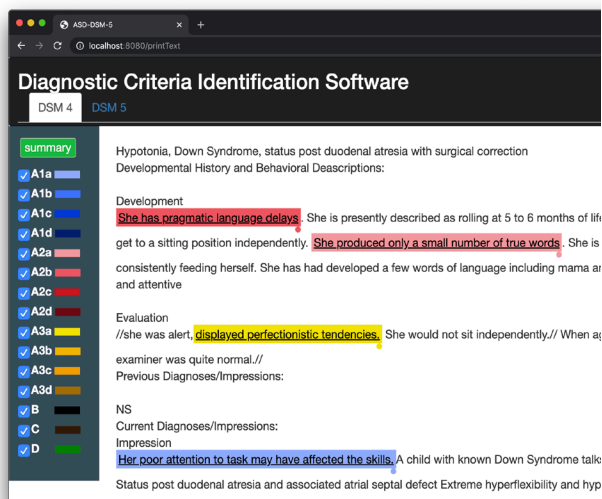 ASD-DSM-5
localhost:8080/printText
Diagnostic Criteria Identification Software
DSM 4 DSM 5
summary
A1a
A1b
A1c
A1d
A2a
A2b
A2c
A2d
A3a
A3b
A3c
A3d
B
C
D
Hypotonia, Down Syndrome, status post duodenal atresia with surgical correction
Developmental History and Behavioral Deascriptions:
Development
She has pragmatic language delays. She is presently described as rolling at 5 to 6 months of life
get to a sitting position independently. She produced only a small number of true words. She is
consistently feeding herself. She has had developed a few words of language including mama
and attentive
Evaluation
//she was alert, displayed perfectionistic tendencies. She would not sit independently.// When
examiner was quite normal.//
Previous Diagnoses/Impressions:
NS
Current Diagnoses/Impressions:
Impression
Her poor attention to task may have affected the skills. A child with known Down Syndrome talks
Status post duodenal atresia and associated atrial septal defect Extreme hyperflexibility and